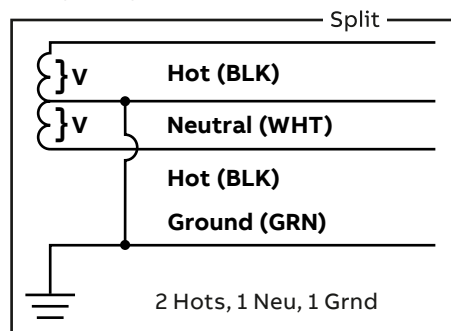 Split
V
Hot (BLK)
V
Neutral (WHT)
Hot (BLK)
Ground (GRN)
2 Hots, 1 Neu, 1 Grnd